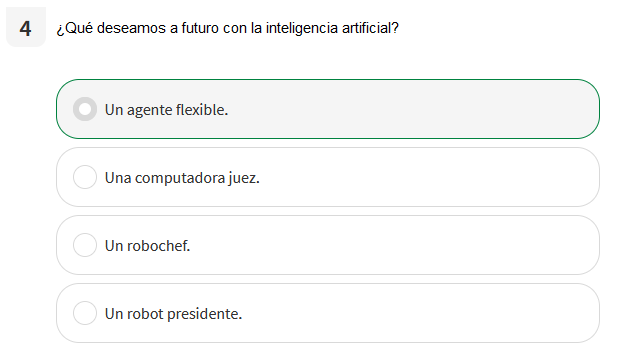 4 ¿Qué deseamos a futuro con la inteligencia artificial?
Un agente flexible.
Una computadora juez.
Un robochef.
Un robot presidente.